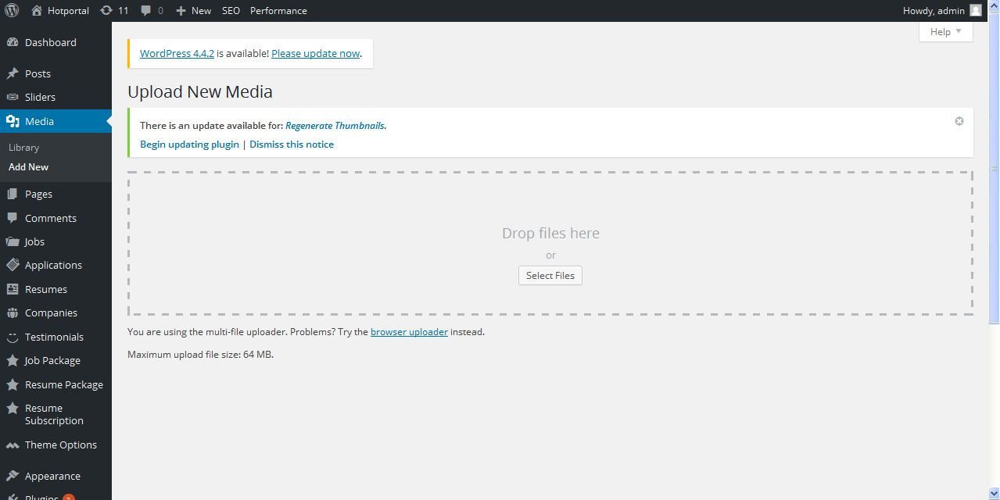 Hotportal 11 0 New SEO Performance Howdy, admin
Help
Dashboard
Posts
Sliders
Media
Library
Add New
Pages
Comments
Jobs
Applications
Resumes
Companies
Testimonials
Job Package
Resume Package
Resume
Subscription
Theme Options
Appearance
Plugins 7
WordPress 4.4.2 is available! Please update now.
Upload New Media
There is an update available for: Regenerate Thumbnails.
Begin updating plugin | Dismiss this notice
Drop files here
or
Select Files
You are using the multi-file uploader. Problems? Try the browser uploader instead.
Maximum upload file size: 64 MB.